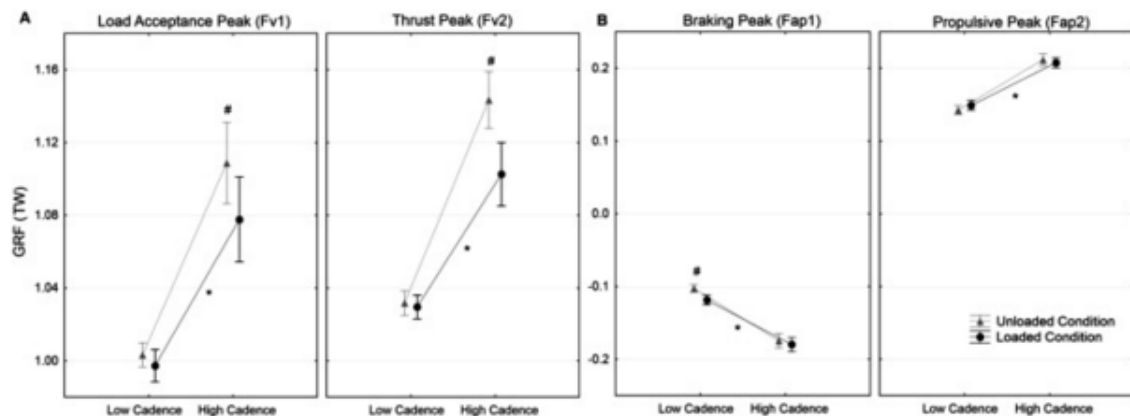 A
Load Acceptance Peak (Fv1)
Thrust Peak (Fv2)
B
Braking Peak (Fap1)
Propulsive Peak (Fap2)
GRF (TW)
1.16
1.12
1.08
1.04
1.00
#
*
#
*
0.2
0.1
0.0
-0.1
-0.2
#
*
*
Unloaded Condition
Loaded Condition
Low Cadence High Cadence
Low Cadence High Cadence
Low Cadence High Cadence
Low Cadence High Cadence